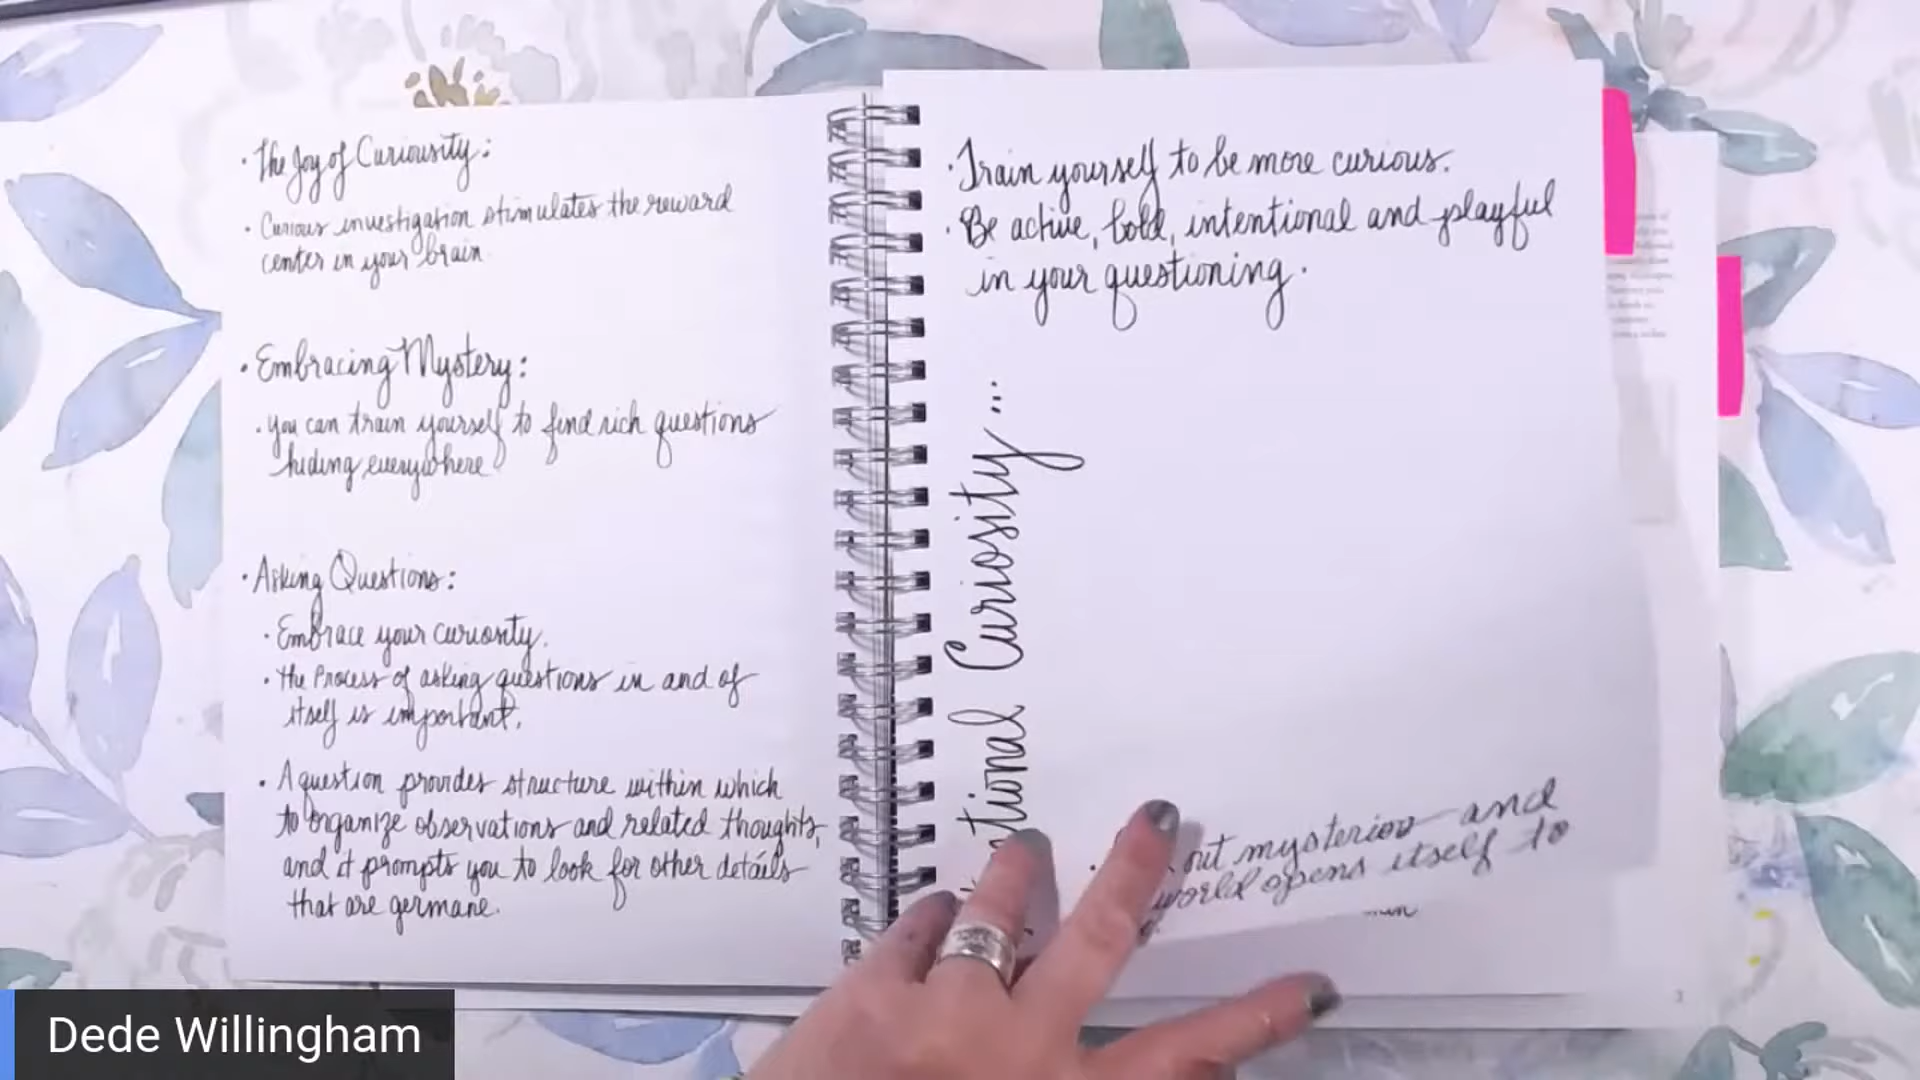 · The Joy of Curiousity:
· Curious investigation stimulates the reward
center in your brain.
· Embracing Mystery:
· you can train yourself to find rich questions
hiding everywhere
· Asking Questions:
· Embrace your curiosity.
· the Process of asking questions in and of
itself is important.
· A question provides structure within which
to organize observations and related thoughts,
and it prompts you to look for other details
that are germane.
· Train yourself to be more curious.
· Be active, bold, intentional and playful
in your questioning.
Curiosity...
out mysteries and
world opens itself to
Dede Willingham